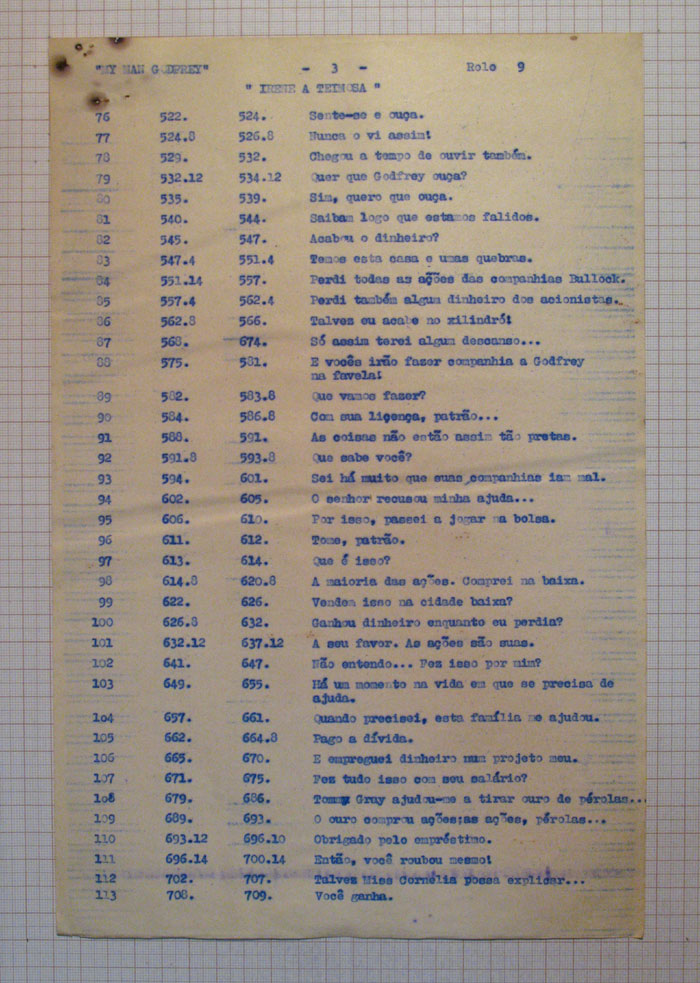 "MY MAN GODFREY" - 3 - Rolo 9
" IRENE A TEIMOSA "
76 522. 524. Sente-se e ouça.
77 524.8 526.8 Nunca o vi assim!
78 529. 532. Chegou a tempo de ouvir também.
79 532.12 534.12 Quer que Godfrey ouça?
80 535. 539. Sim, quero que ouça.
81 540. 544. Saibam logo que estamos falidos.
82 545. 547. Acabou o dinheiro?
83 547.4 551.4 Temos esta casa e umas quebras.
84 551.14 557. Perdi todas as ações das companhias Bullock.
85 557.4 562.4 Perdi também algum dinheiro dos acionistas.
86 562.8 566. Talvez eu acabe no xilindró!
87 568. 674. Só assim terei algum descanso...
88 575. 581. E vocês irão fazer companhia a Godfrey
na favela!
89 582. 583.8 Que vamos fazer?
90 584. 586.8 Com sua liçença, patrão...
91 588. 591. As coisas não estão assim tão pretas.
92 591.8 593.8 Que sabe você?
93 594. 601. Sei há muito que suas companhias iam mal.
94 602. 605. O senhor recusou minha ajuda...
95 606. 610. Por isso, passei a jogar na bolsa.
96 611. 612. Tome, patrão.
97 613. 614. Que é isso?
98 614.8 620.8 A maioria das ações. Comprei na baixa.
99 622. 626. Vendem isso na cidade baixa?
100 626.8 632. Ganhou dinheiro enquanto eu perdia?
101 632.12 637.12 A seu favor. As ações são suas.
102 641. 647. Não entendo... Fez isso por mim?
103 649. 655. Há um momento na vida em que se precisa de
ajuda.
104 657. 661. Quando precisei, esta família me ajudou.
105 662. 664.8 Pago a dívida.
106 665. 670. E empreguei dinheiro num projeto meu.
107 671. 675. Fez tudo isso com seu salário?
108 679. 686. Tommy Gray ajudou-me a tirar ouro de pérolas...
109 689. 693. O ouro comprou ações;as ações, pérolas...
110 693.12 696.10 Obrigado pelo empréstimo.
111 696.14 700.14 Então, você roubou mesmo!
112 702. 707. Talvez Miss Cornélia possa explicar...
113 708. 709. Você ganha.